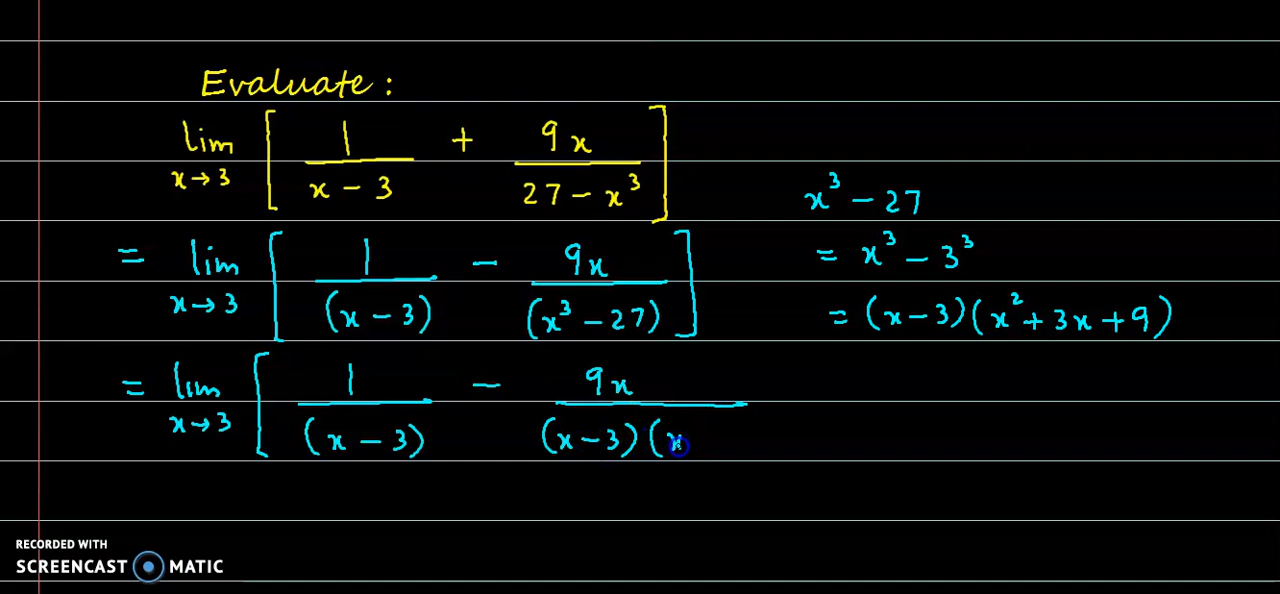 Evaluate :
lim x→3 [ 1/(x - 3) + 9x/(27 - x³) ]
= lim x→3 [ 1/(x - 3) - 9x/(x³ - 27) ]
= lim x→3 [ 1/(x - 3) - 9x/(x - 3)(x
x³ - 27
= x³ - 3³
= (x - 3)(x² + 3x + 9)
RECORDED WITH
SCREENCAST MATIC